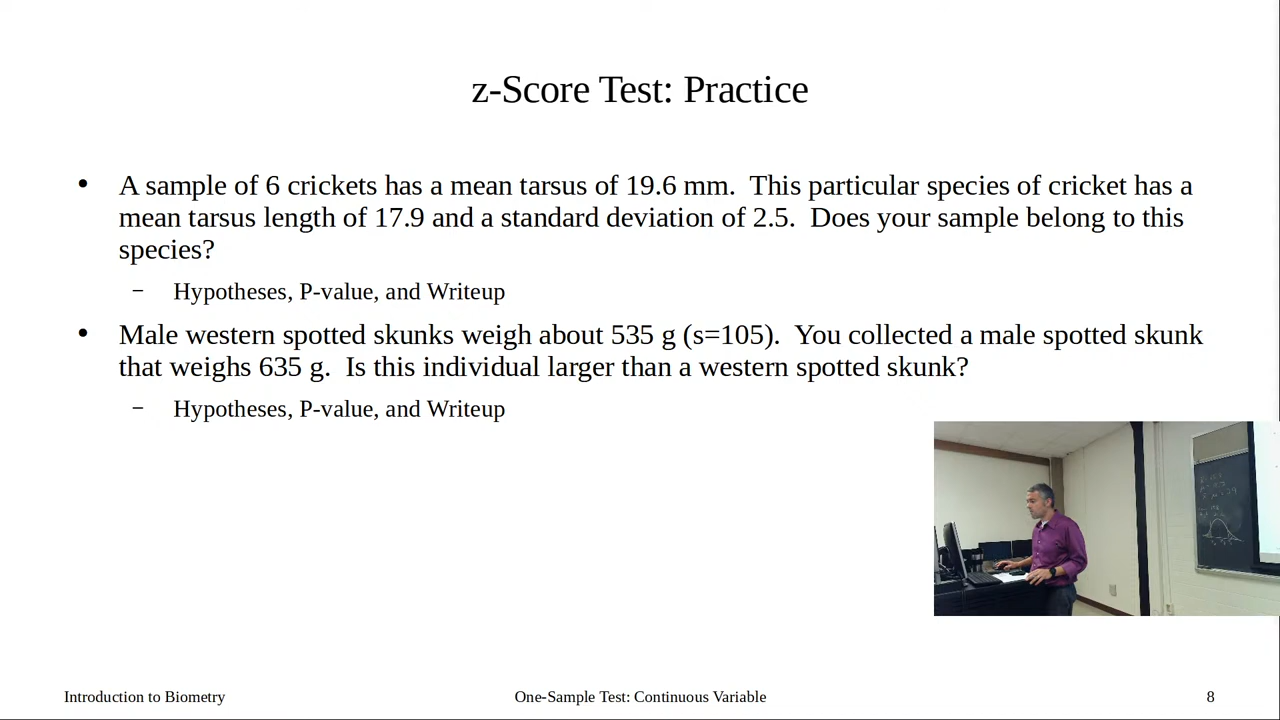 z-Score Test: Practice
• A sample of 6 crickets has a mean tarsus of 19.6 mm.  This particular species of cricket has a
mean tarsus length of 17.9 and a standard deviation of 2.5.  Does your sample belong to this
species?
– Hypotheses, P-value, and Writeup
• Male western spotted skunks weigh about 535 g (s=105).  You collected a male spotted skunk
that weighs 635 g.  Is this individual larger than a western spotted skunk?
– Hypotheses, P-value, and Writeup
Introduction to Biometry
One-Sample Test: Continuous Variable
8